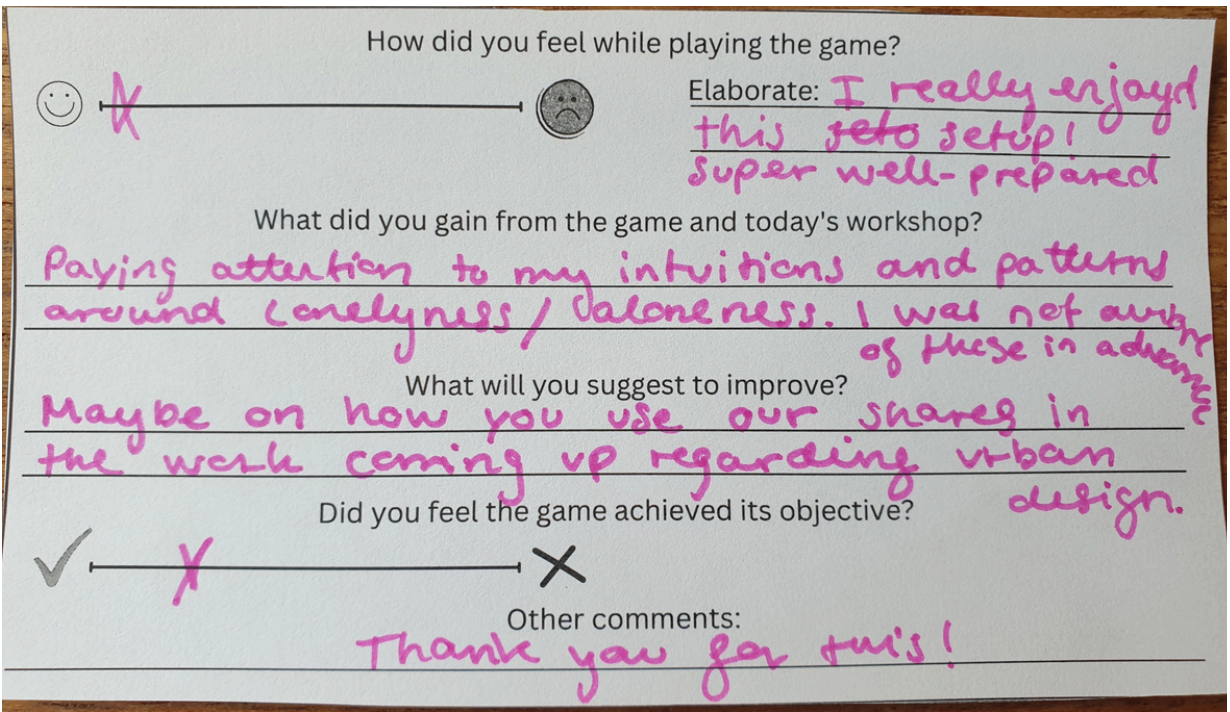 How did you feel while playing the game?
Elaborate: I really enjoyd
this seto setup!
super well-prepared
What did you gain from the game and today's workshop?
Paying attention to my intuitions and patterns
around Lonelyness/aloneness. I was not aware
of these in advance
What will you suggest to improve?
Maybe on how you use our shares in
the work coming up regarding urban
design.
Did you feel the game achieved its objective?
Other comments:
Thank you for this!